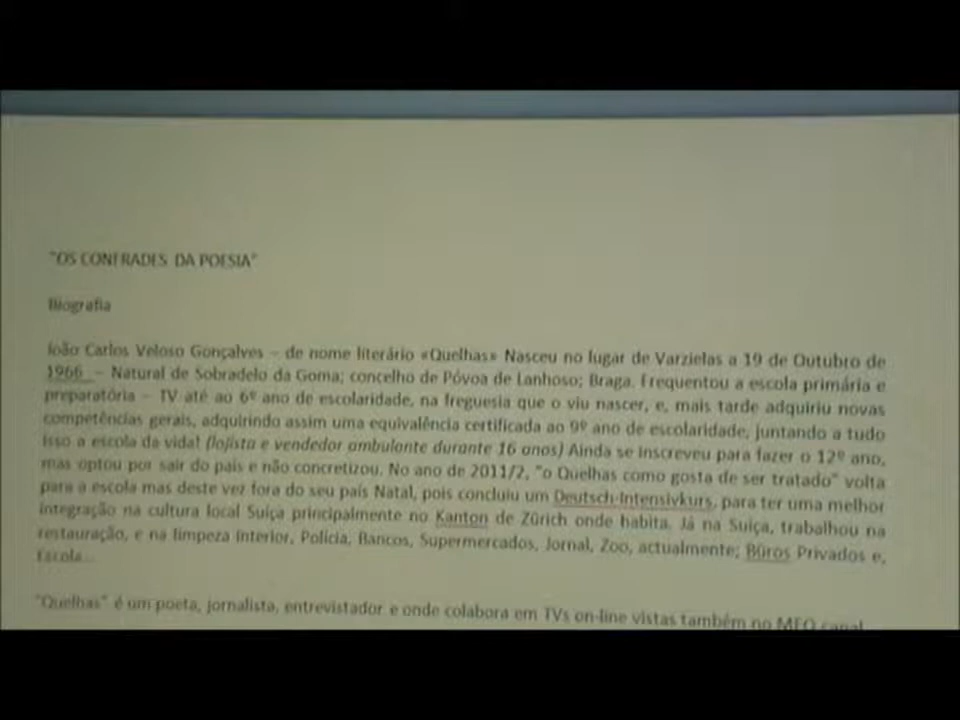 "OS CONFRADES DA POESIA"
Biografia
João Carlos Veloso Gonçalves – de nome literário «Quelhas» Nasceu no lugar de Varzielas a 19 de Outubro de
1966 – Natural de Sobradelo da Goma; concelho de Póvoa de Lanhoso; Braga. Frequentou a escola primária e
preparatória – TV até ao 6º ano de escolaridade, na freguesia que o viu nascer, e, mais tarde adquiriu novas
competências gerais, adquirindo assim uma equivalência certificada ao 9º ano de escolaridade, juntando a tudo
isso a escola da vida! (lojista e vendedor ambulante durante 16 anos) Ainda se inscreveu para fazer o 12º ano,
mas optou por sair do país e não concretizou. No ano de 2011/2, "o Quelhas como gosta de ser tratado" volta
para a escola mas deste vez fora do seu país Natal, pois concluiu um Deutsch-Intensivkurs, para ter uma melhor
integração na cultura local Suíça principalmente no Kanton de Zürich onde habita. Já na Suíça, trabalhou na
restauração, e na limpeza interior, Polícia, Bancos, Supermercados, Jornal, Zoo, actualmente; Büros Privados e,
Escola...
"Quelhas" é um poeta, jornalista, entrevistador e onde colabora em TVs on-line vistas também no MEO canal